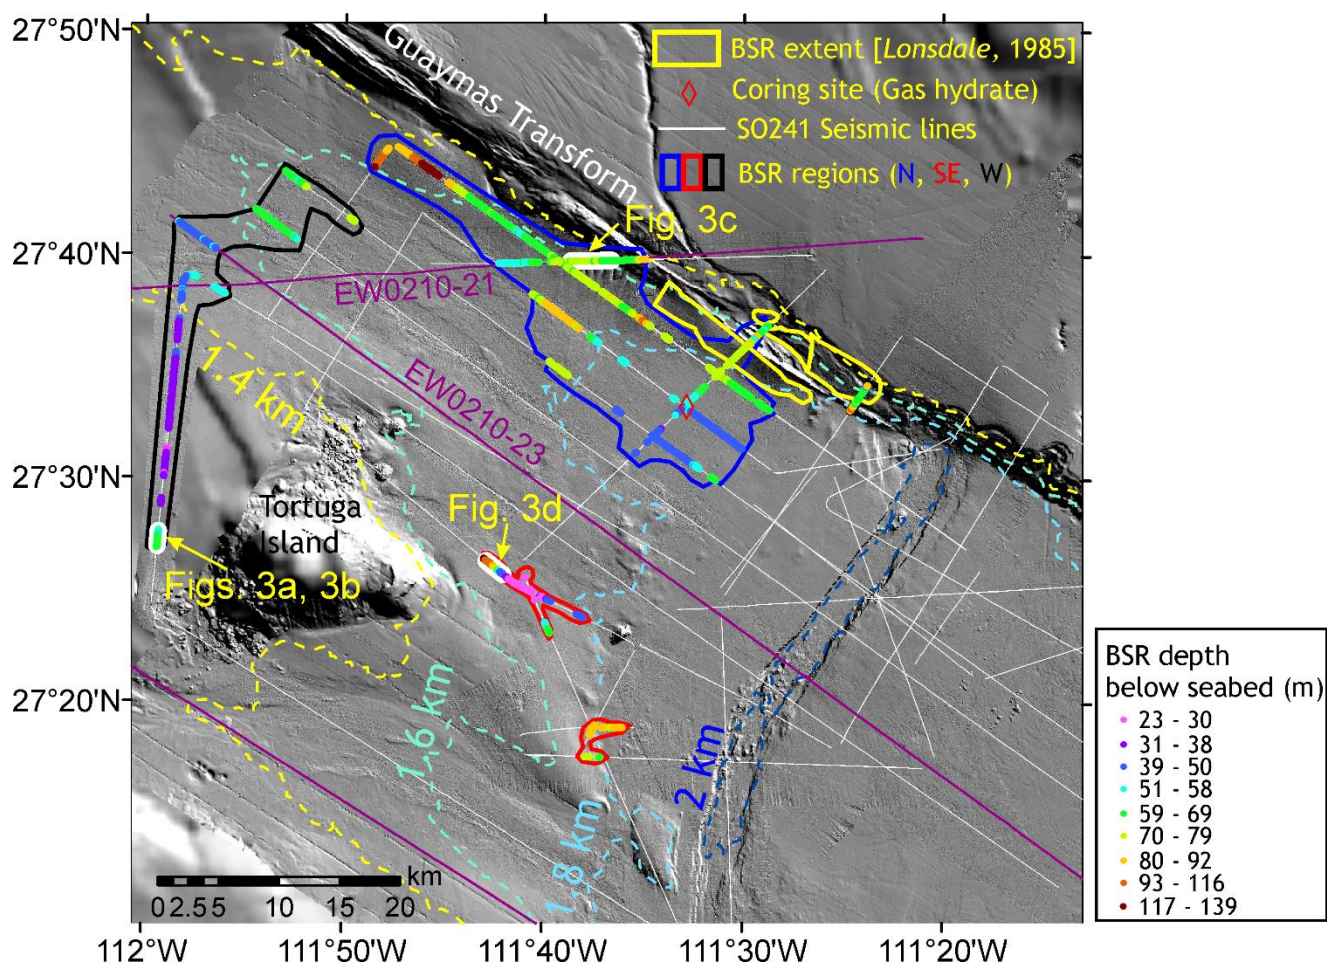 27°50'N
27°40'N
27°30'N
27°20'N
27°10'N
112°0'W
111°50'W
111°40'W
111°30'W
111°20'W
Guaymas Transform
BSR extent [Lonsdale, 1985]
Coring site (Gas hydrate)
SO241 Seismic lines
BSR regions (N, SE, W)
Fig. 3c
EW0210-21
EW0210-23
1.4 km
Tortuga
Island
Fig. 3d
Figs. 3a, 3b
1.6 km
1.8 km
2 km
km
0 2.5 5 10 15 20
BSR depth
below seabed (m)
23 - 30
31 - 38
39 - 50
51 - 58
59 - 69
70 - 79
80 - 92
93 - 116
117 - 139